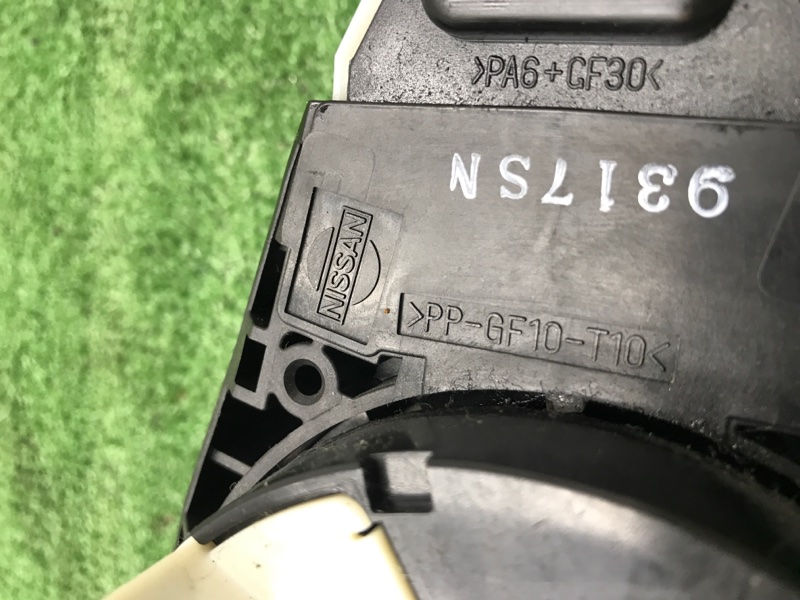 >PA6+GF30<
9317SN
NISSAN
>PP-GF10-T10<